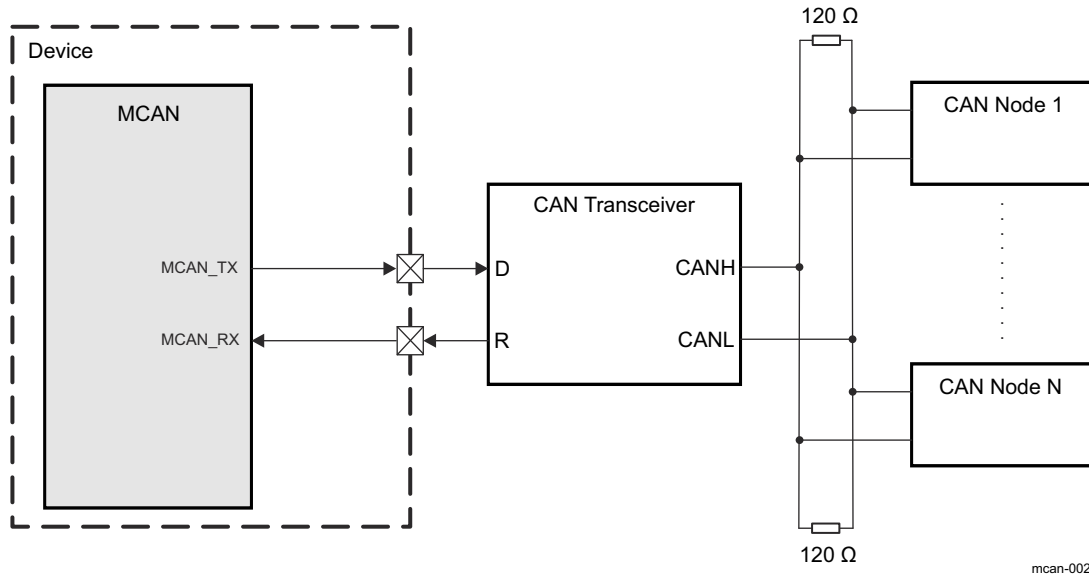 120 Ω
Device
MCAN
CAN Node 1
CAN Transceiver
MCAN_TX
D
CANH
MCAN_RX
R
CANL
CAN Node N
120 Ω
mcan-002